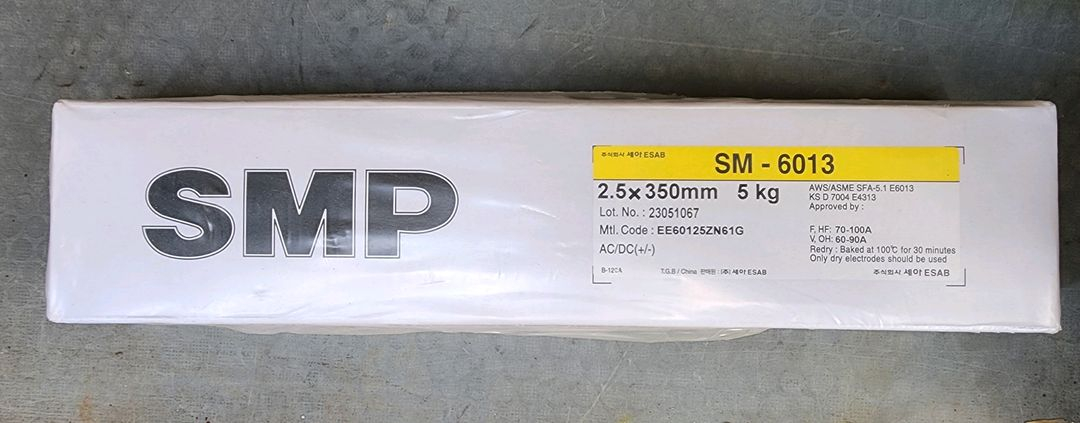 SMP
주식회사 세아 ESAB
SM - 6013
2.5×350mm 5 kg
Lot. No. : 23051067
Mtl. Code : EE60125ZN61G
AC/DC(+/-)
AWS/ASME SFA-5.1 E6013
KS D 7004 E4313
Approved by :
F, HF: 70-100A
V, OH: 60-90A
Redry : Baked at 100℃ for 30 minutes
Only dry electrodes should be used
B-120A
T.G.B / China 판매원 : (주) 세아 ESAB
주식회사 세아 ESAB